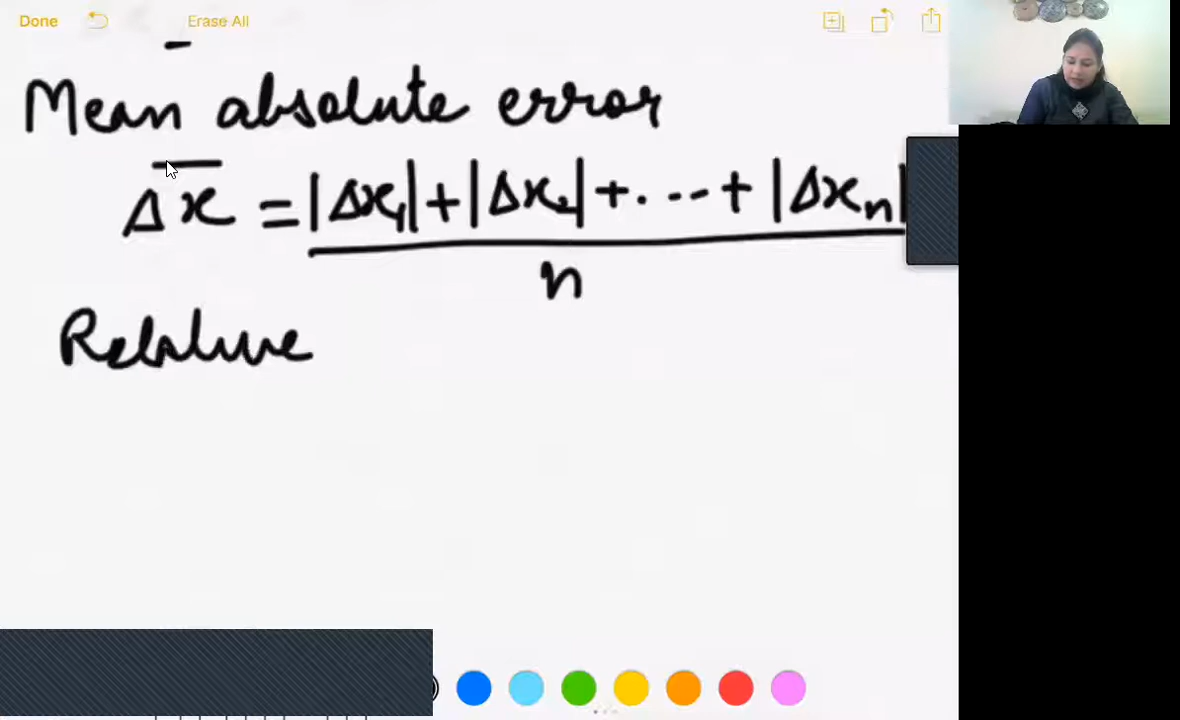 Done Erase All
Mean absolute error
Δx̅ = |Δx₁| + |Δx₂| + . - - - + |Δxₙ|
n
Relative